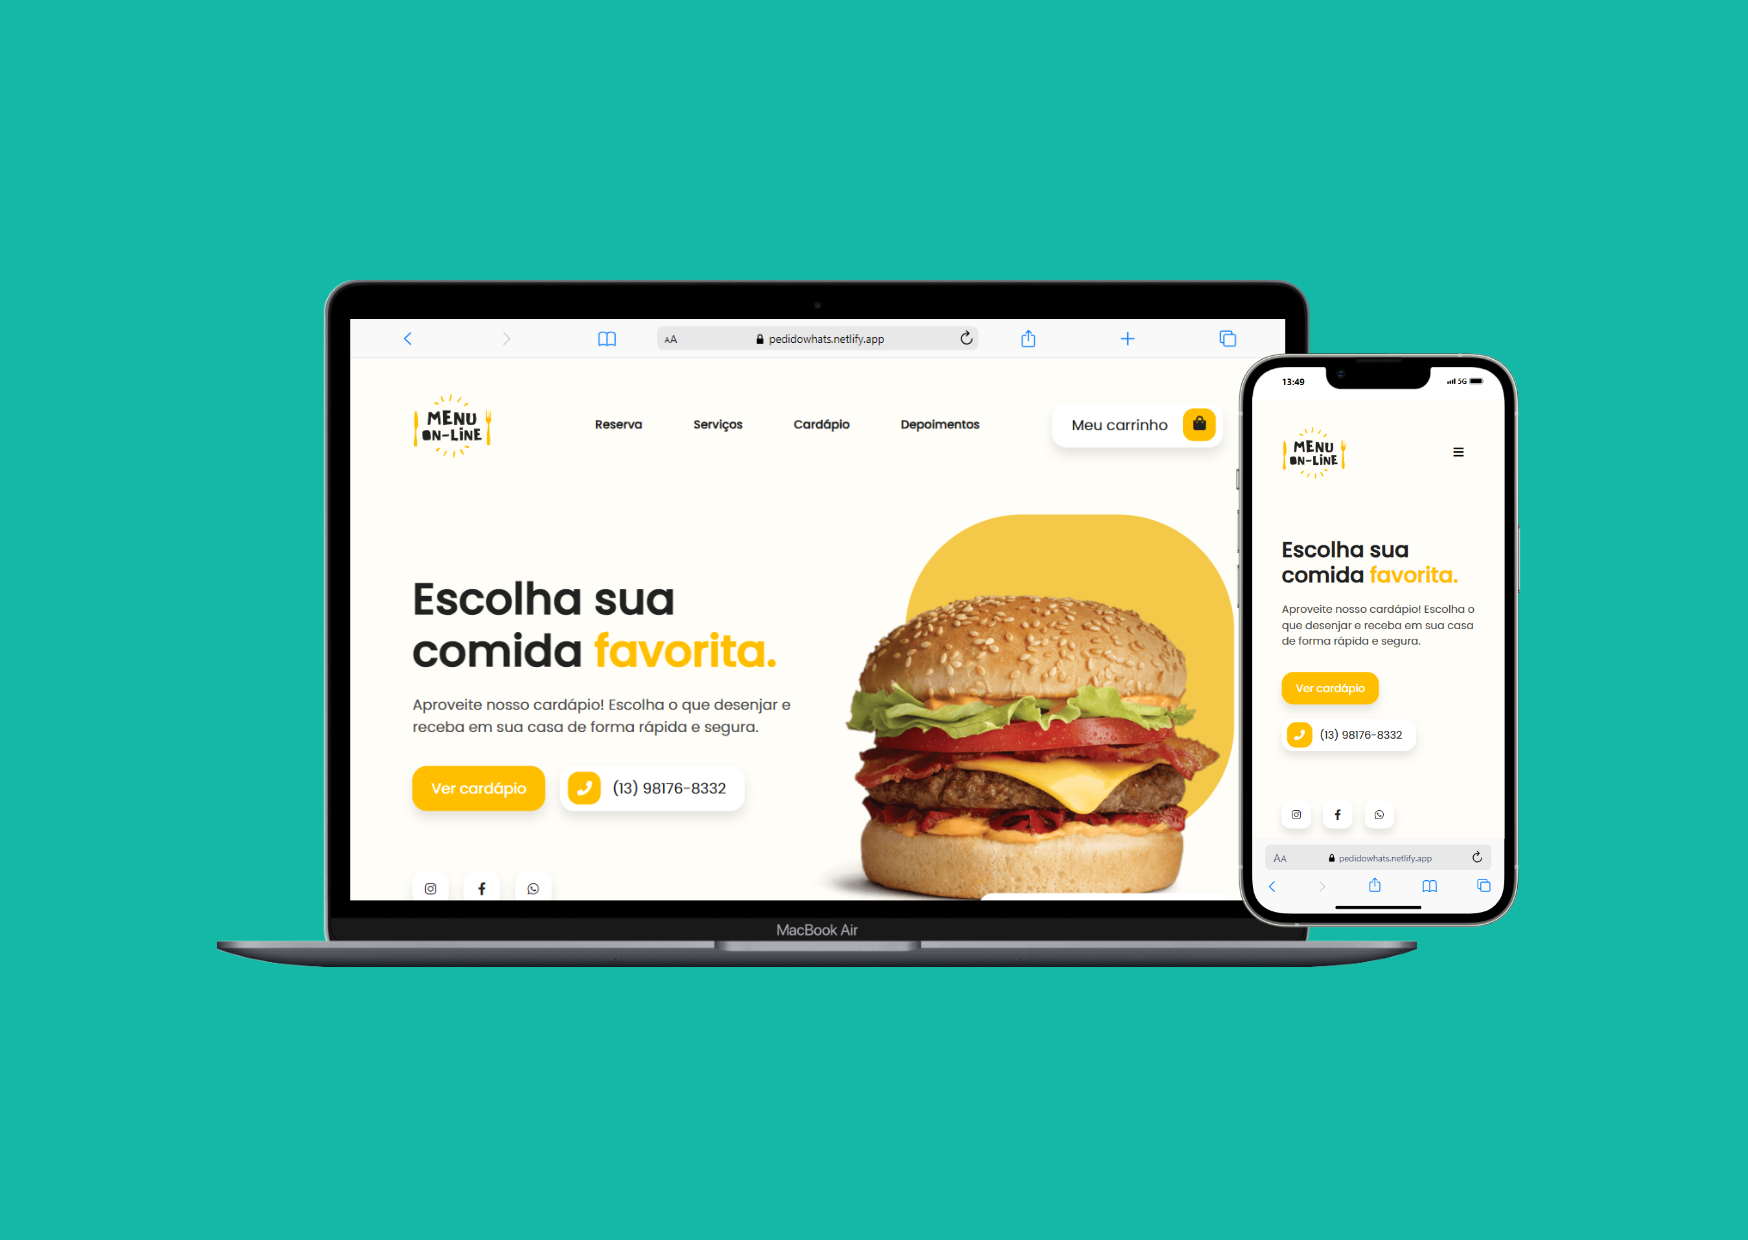 AA pedidowhats.netlify.app
MENU
ON-LINE
Reserva Serviços Cardápio Depoimentos Meu carrinho
Escolha sua
comida favorita.
Aproveite nosso cardápio! Escolha o que desenjar e
receba em sua casa de forma rápida e segura.
Ver cardápio (13) 98176-8332
MacBook Air
13:49 5G
MENU
ON-LINE
Escolha sua
comida favorita.
Aproveite nosso cardápio! Escolha o
que desenjar e receba em sua casa
de forma rápida e segura.
Ver cardápio
(13) 98176-8332
AA pedidowhats.netlify.app